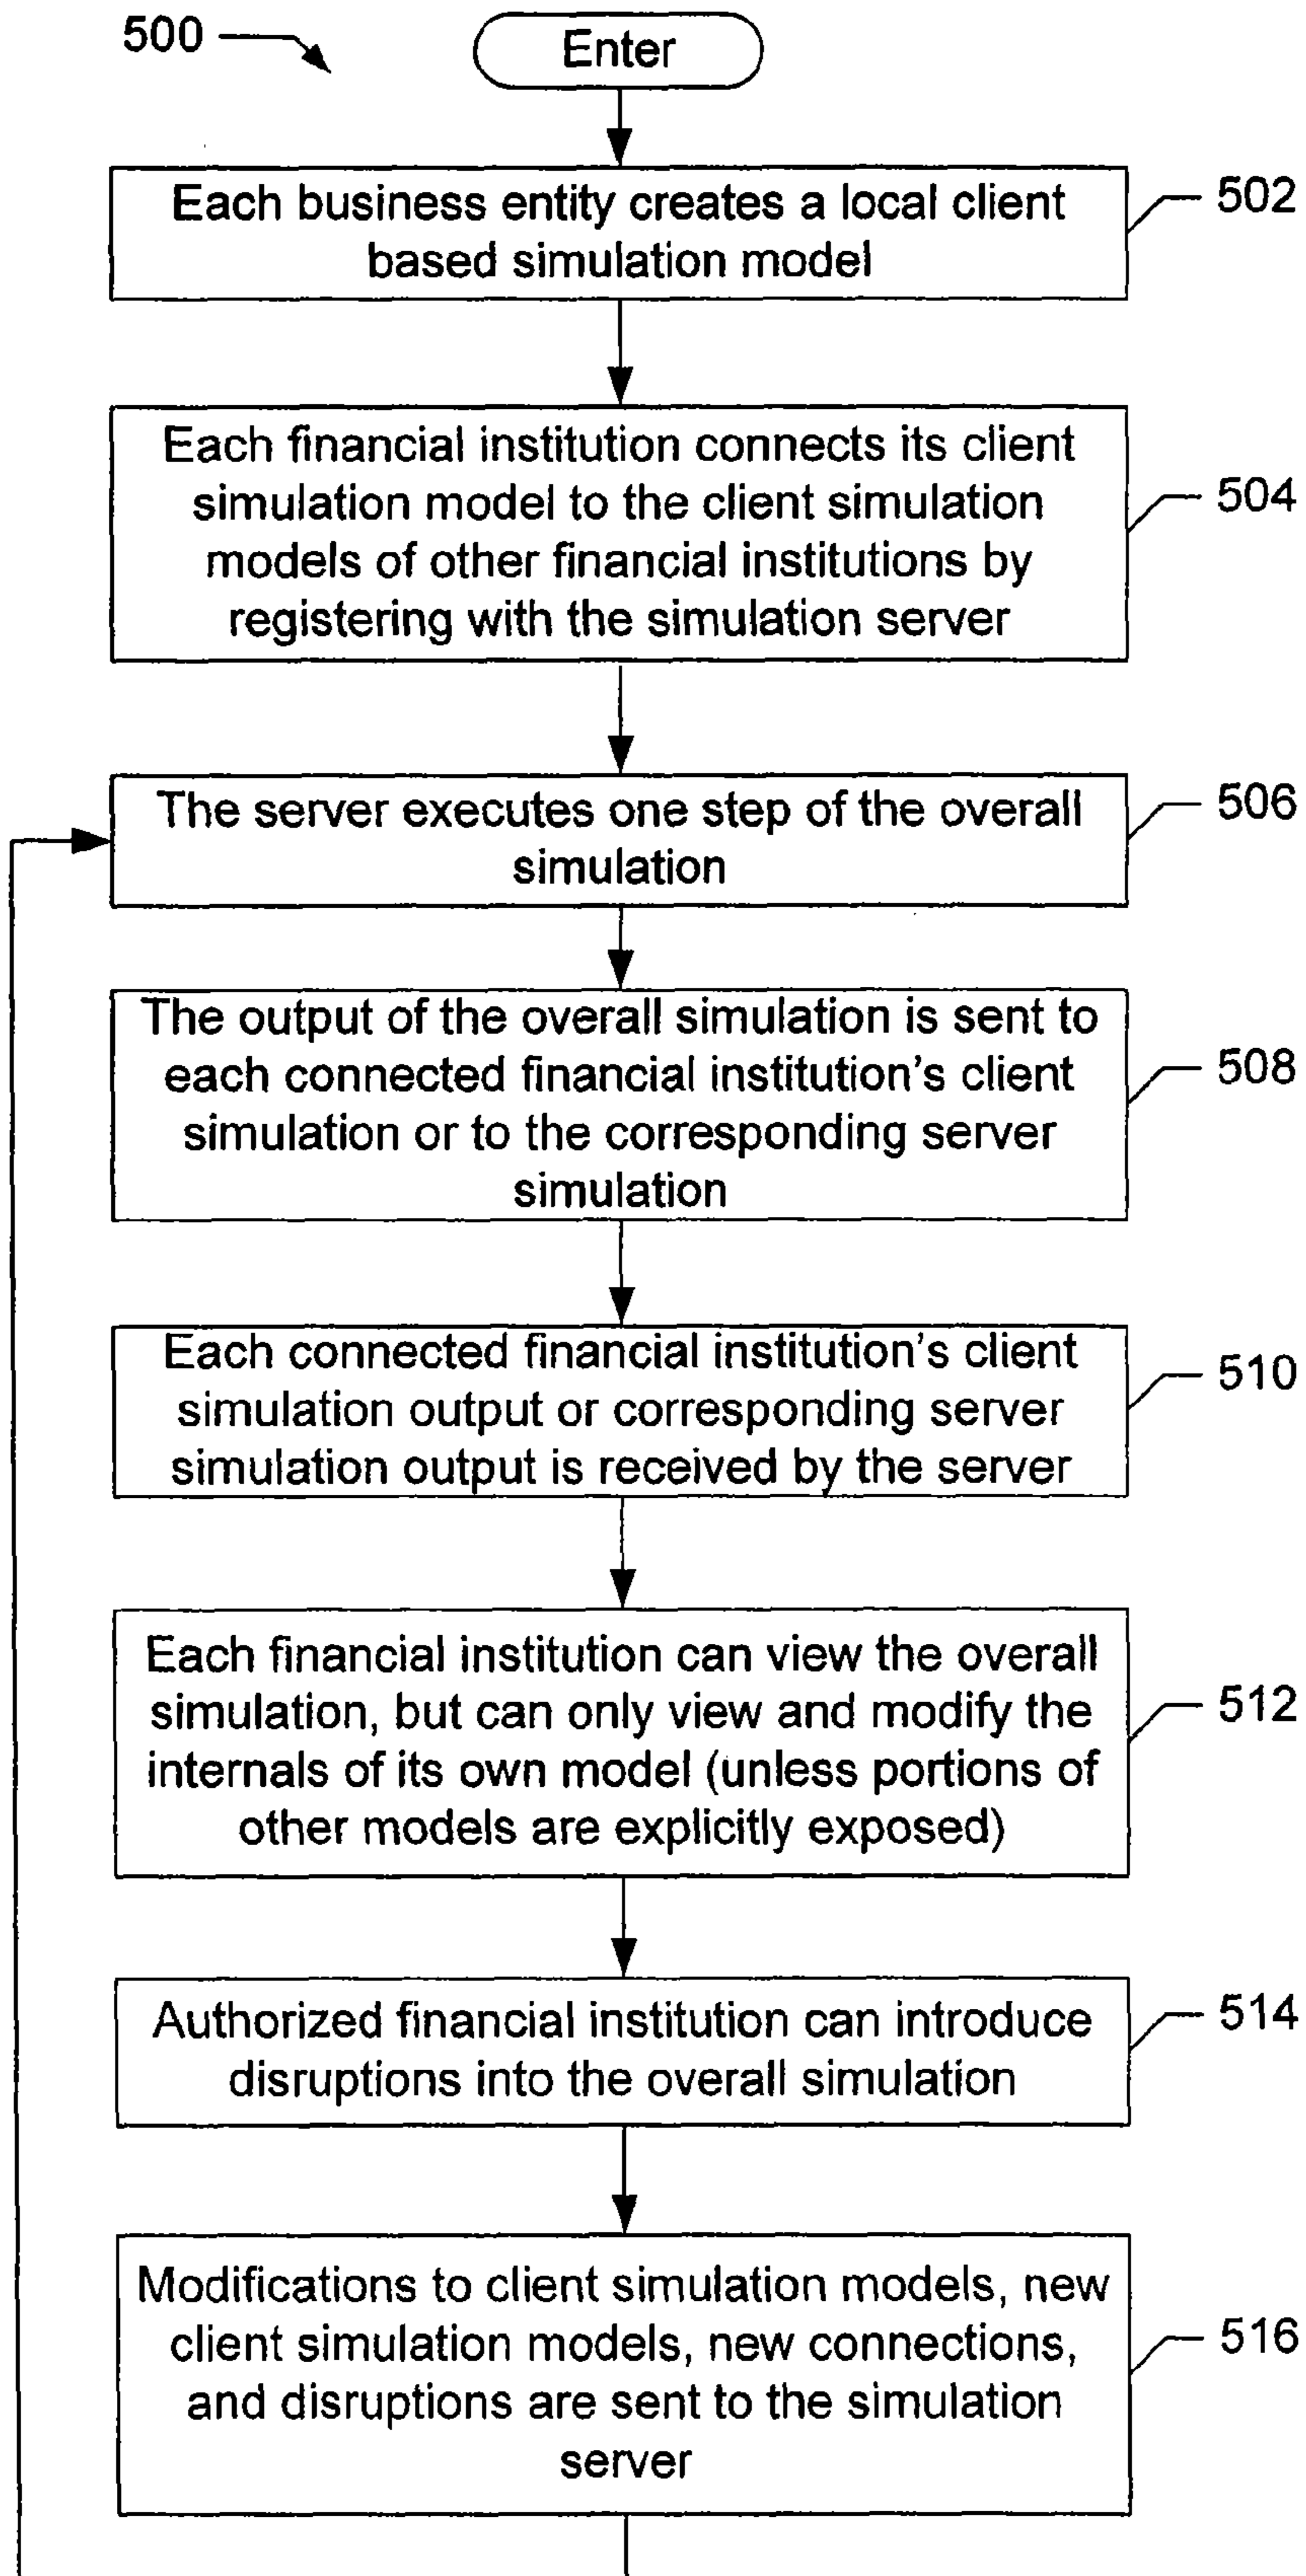 500
Enter
Each business entity creates a local client
based simulation model
502
Each financial institution connects its client
simulation model to the client simulation
models of other financial institutions by
registering with the simulation server
504
The server executes one step of the overall
simulation
506
The output of the overall simulation is sent to
each connected financial institution's client
simulation or to the corresponding server
simulation
508
Each connected financial institution's client
simulation output or corresponding server
simulation output is received by the server
510
Each financial institution can view the overall
simulation, but can only view and modify the
internals of its own model (unless portions of
other models are explicitly exposed)
512
Authorized financial institution can introduce
disruptions into the overall simulation
514
Modifications to client simulation models, new
client simulation models, new connections,
and disruptions are sent to the simulation
server
516